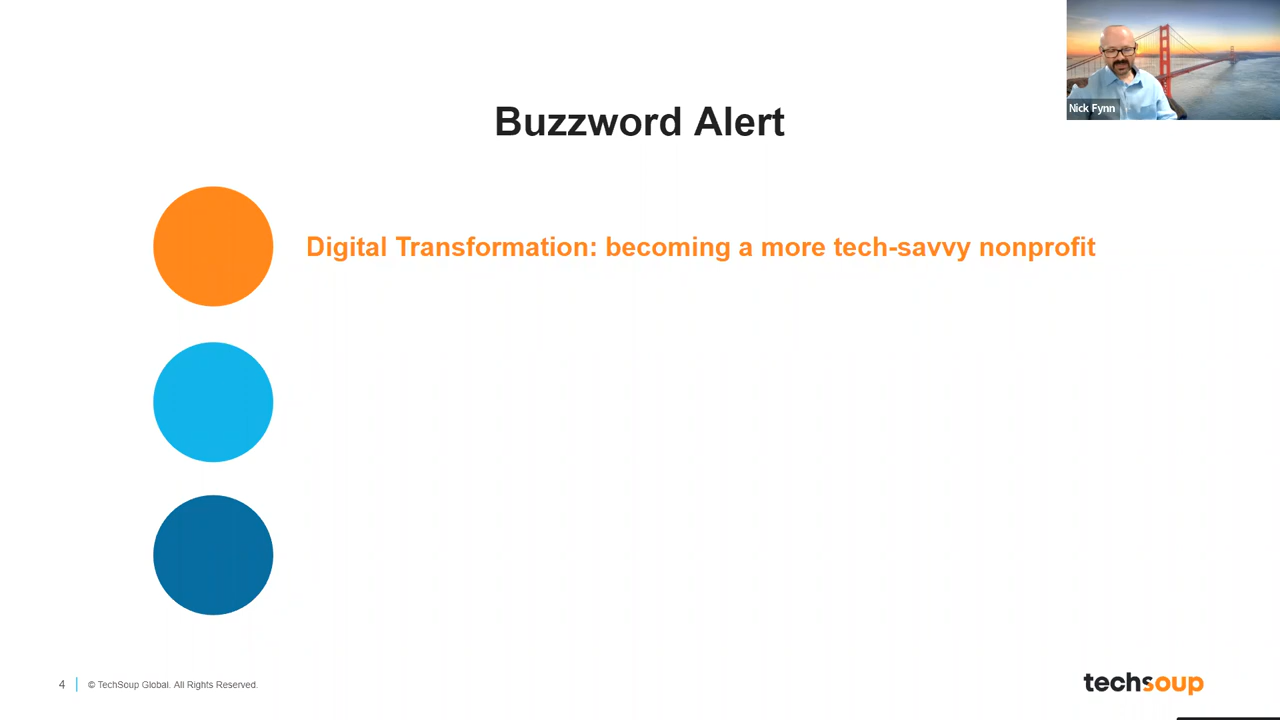 Nick Fynn
Buzzword Alert
Digital Transformation: becoming a more tech-savvy nonprofit
4
© TechSoup Global. All Rights Reserved.
techsoup